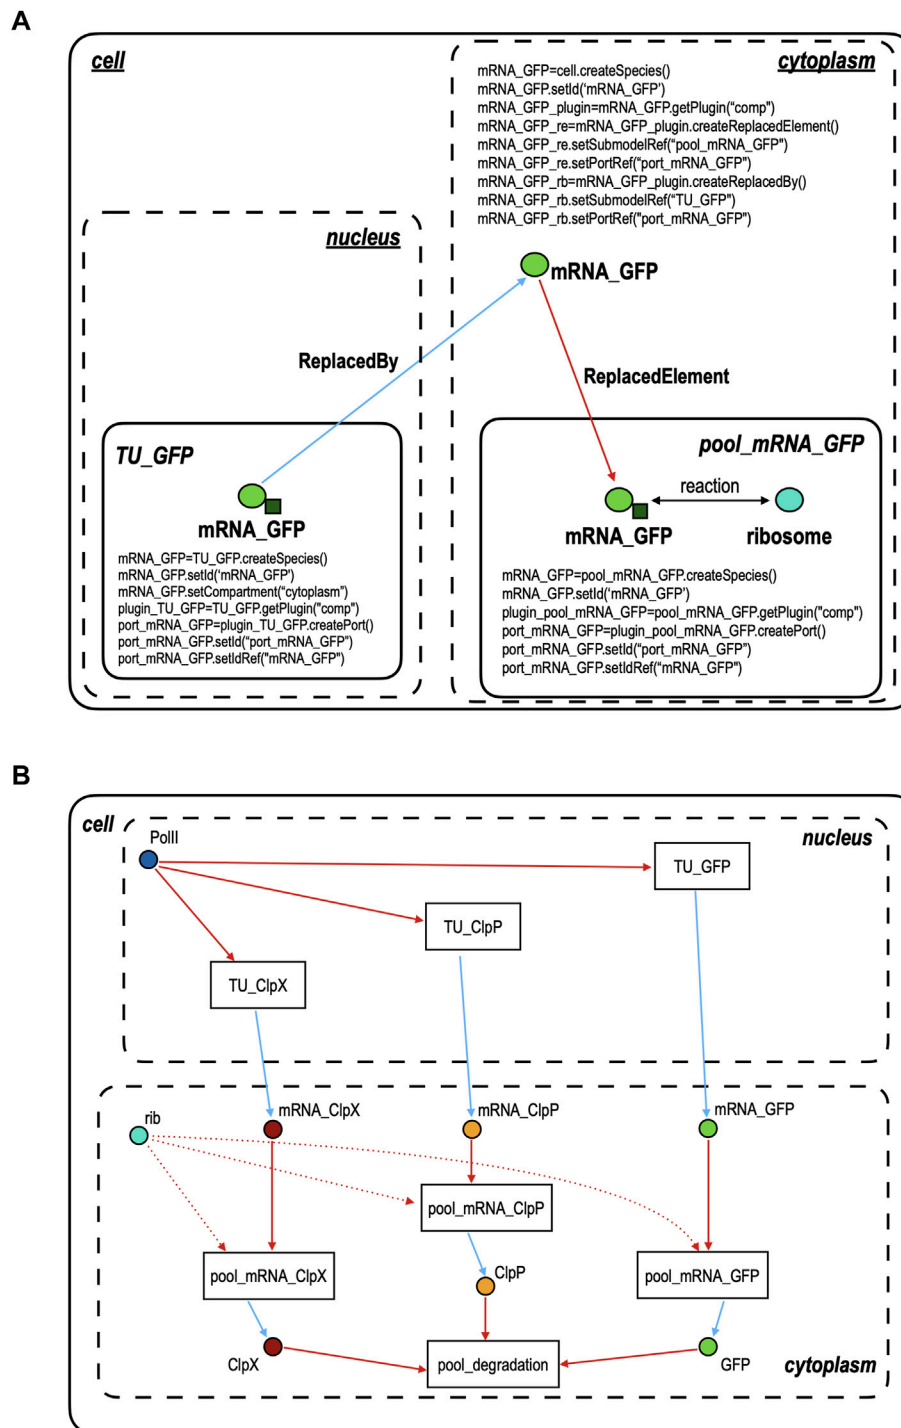 A
cell
cytoplasm
mRNA_GFP=cell.createSpecies()
mRNA_GFP.setId(‘mRNA_GFP’)
mRNA_GFP_plugin=mRNA_GFP.getPlugin(“comp”)
mRNA_GFP_re=mRNA_GFP_plugin.createReplacedElement()
mRNA_GFP_re.setSubmodelRef(“pool_mRNA_GFP”)
mRNA_GFP_re.setPortRef(“port_mRNA_GFP”)
mRNA_GFP_rb=mRNA_GFP_plugin.createReplacedBy()
mRNA_GFP_rb.setSubmodelRef(“TU_GFP”)
mRNA_GFP_rb.setPortRef("port_mRNA_GFP”)
nucleus
mRNA_GFP
ReplacedBy
ReplacedElement
TU_GFP
mRNA_GFP
mRNA_GFP=TU_GFP.createSpecies()
mRNA_GFP.setId(‘mRNA_GFP’)
mRNA_GFP.setCompartment(“cytoplasm”)
plugin_TU_GFP=TU_GFP.getPlugin("comp”)
port_mRNA_GFP=plugin_TU_GFP.createPort()
port_mRNA_GFP.setId(“port_mRNA_GFP”)
port_mRNA_GFP.setIdRef("mRNA_GFP”)
pool_mRNA_GFP
reaction
mRNA_GFP
ribosome
mRNA_GFP=pool_mRNA_GFP.createSpecies()
mRNA_GFP.setId(‘mRNA_GFP’)
plugin_pool_mRNA_GFP=pool_mRNA_GFP.getPlugin("comp”)
port_mRNA_GFP=plugin_pool_mRNA_GFP.createPort()
port_mRNA_GFP.setId(“port_mRNA_GFP”)
port_mRNA_GFP.setIdRef(“mRNA_GFP”)
B
cell
nucleus
PolII
TU_GFP
TU_ClpP
TU_ClpX
rib
mRNA_ClpX
mRNA_ClpP
mRNA_GFP
pool_mRNA_ClpP
pool_mRNA_ClpX
ClpP
pool_mRNA_GFP
ClpX
pool_degradation
GFP
cytoplasm